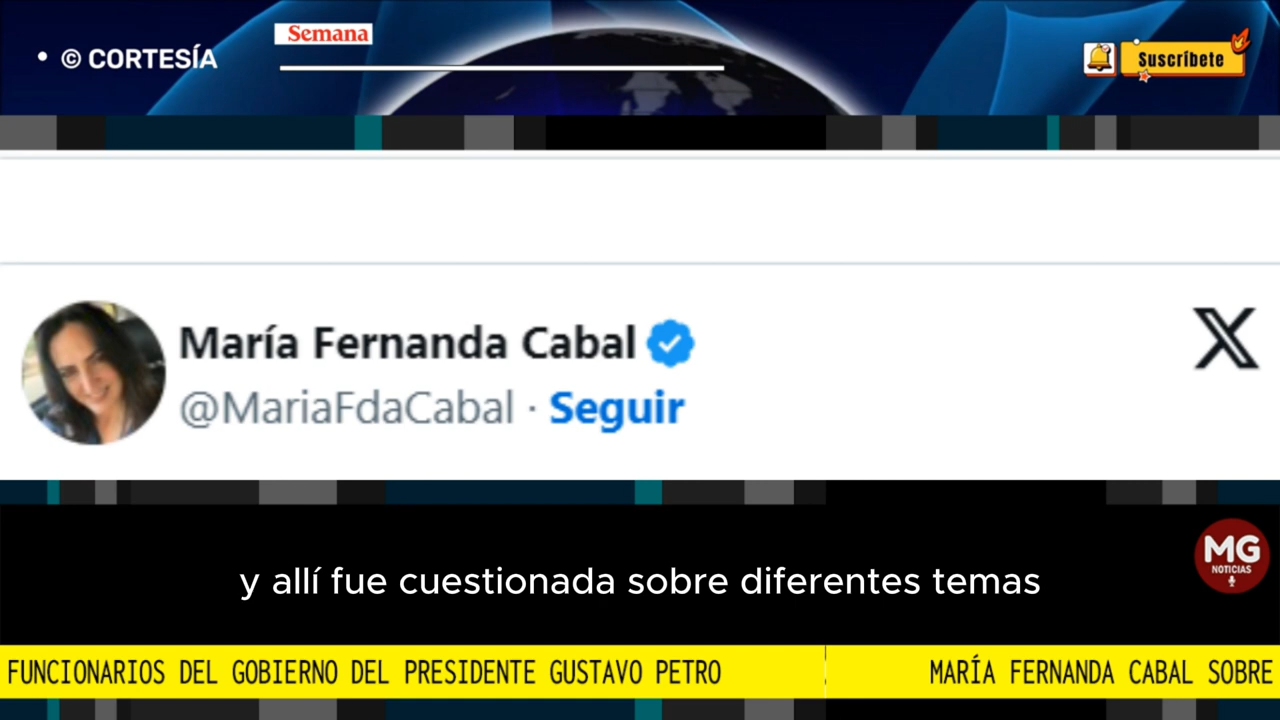 • © CORTESÍA
Semana
Suscríbete
María Fernanda Cabal
@MariaFdaCabal · Seguir
X
y allí fue cuestionada sobre diferentes temas
MG
NOTICIAS
FUNCIONARIOS DEL GOBIERNO DEL PRESIDENTE GUSTAVO PETRO
MARÍA FERNANDA CABAL SOBRE